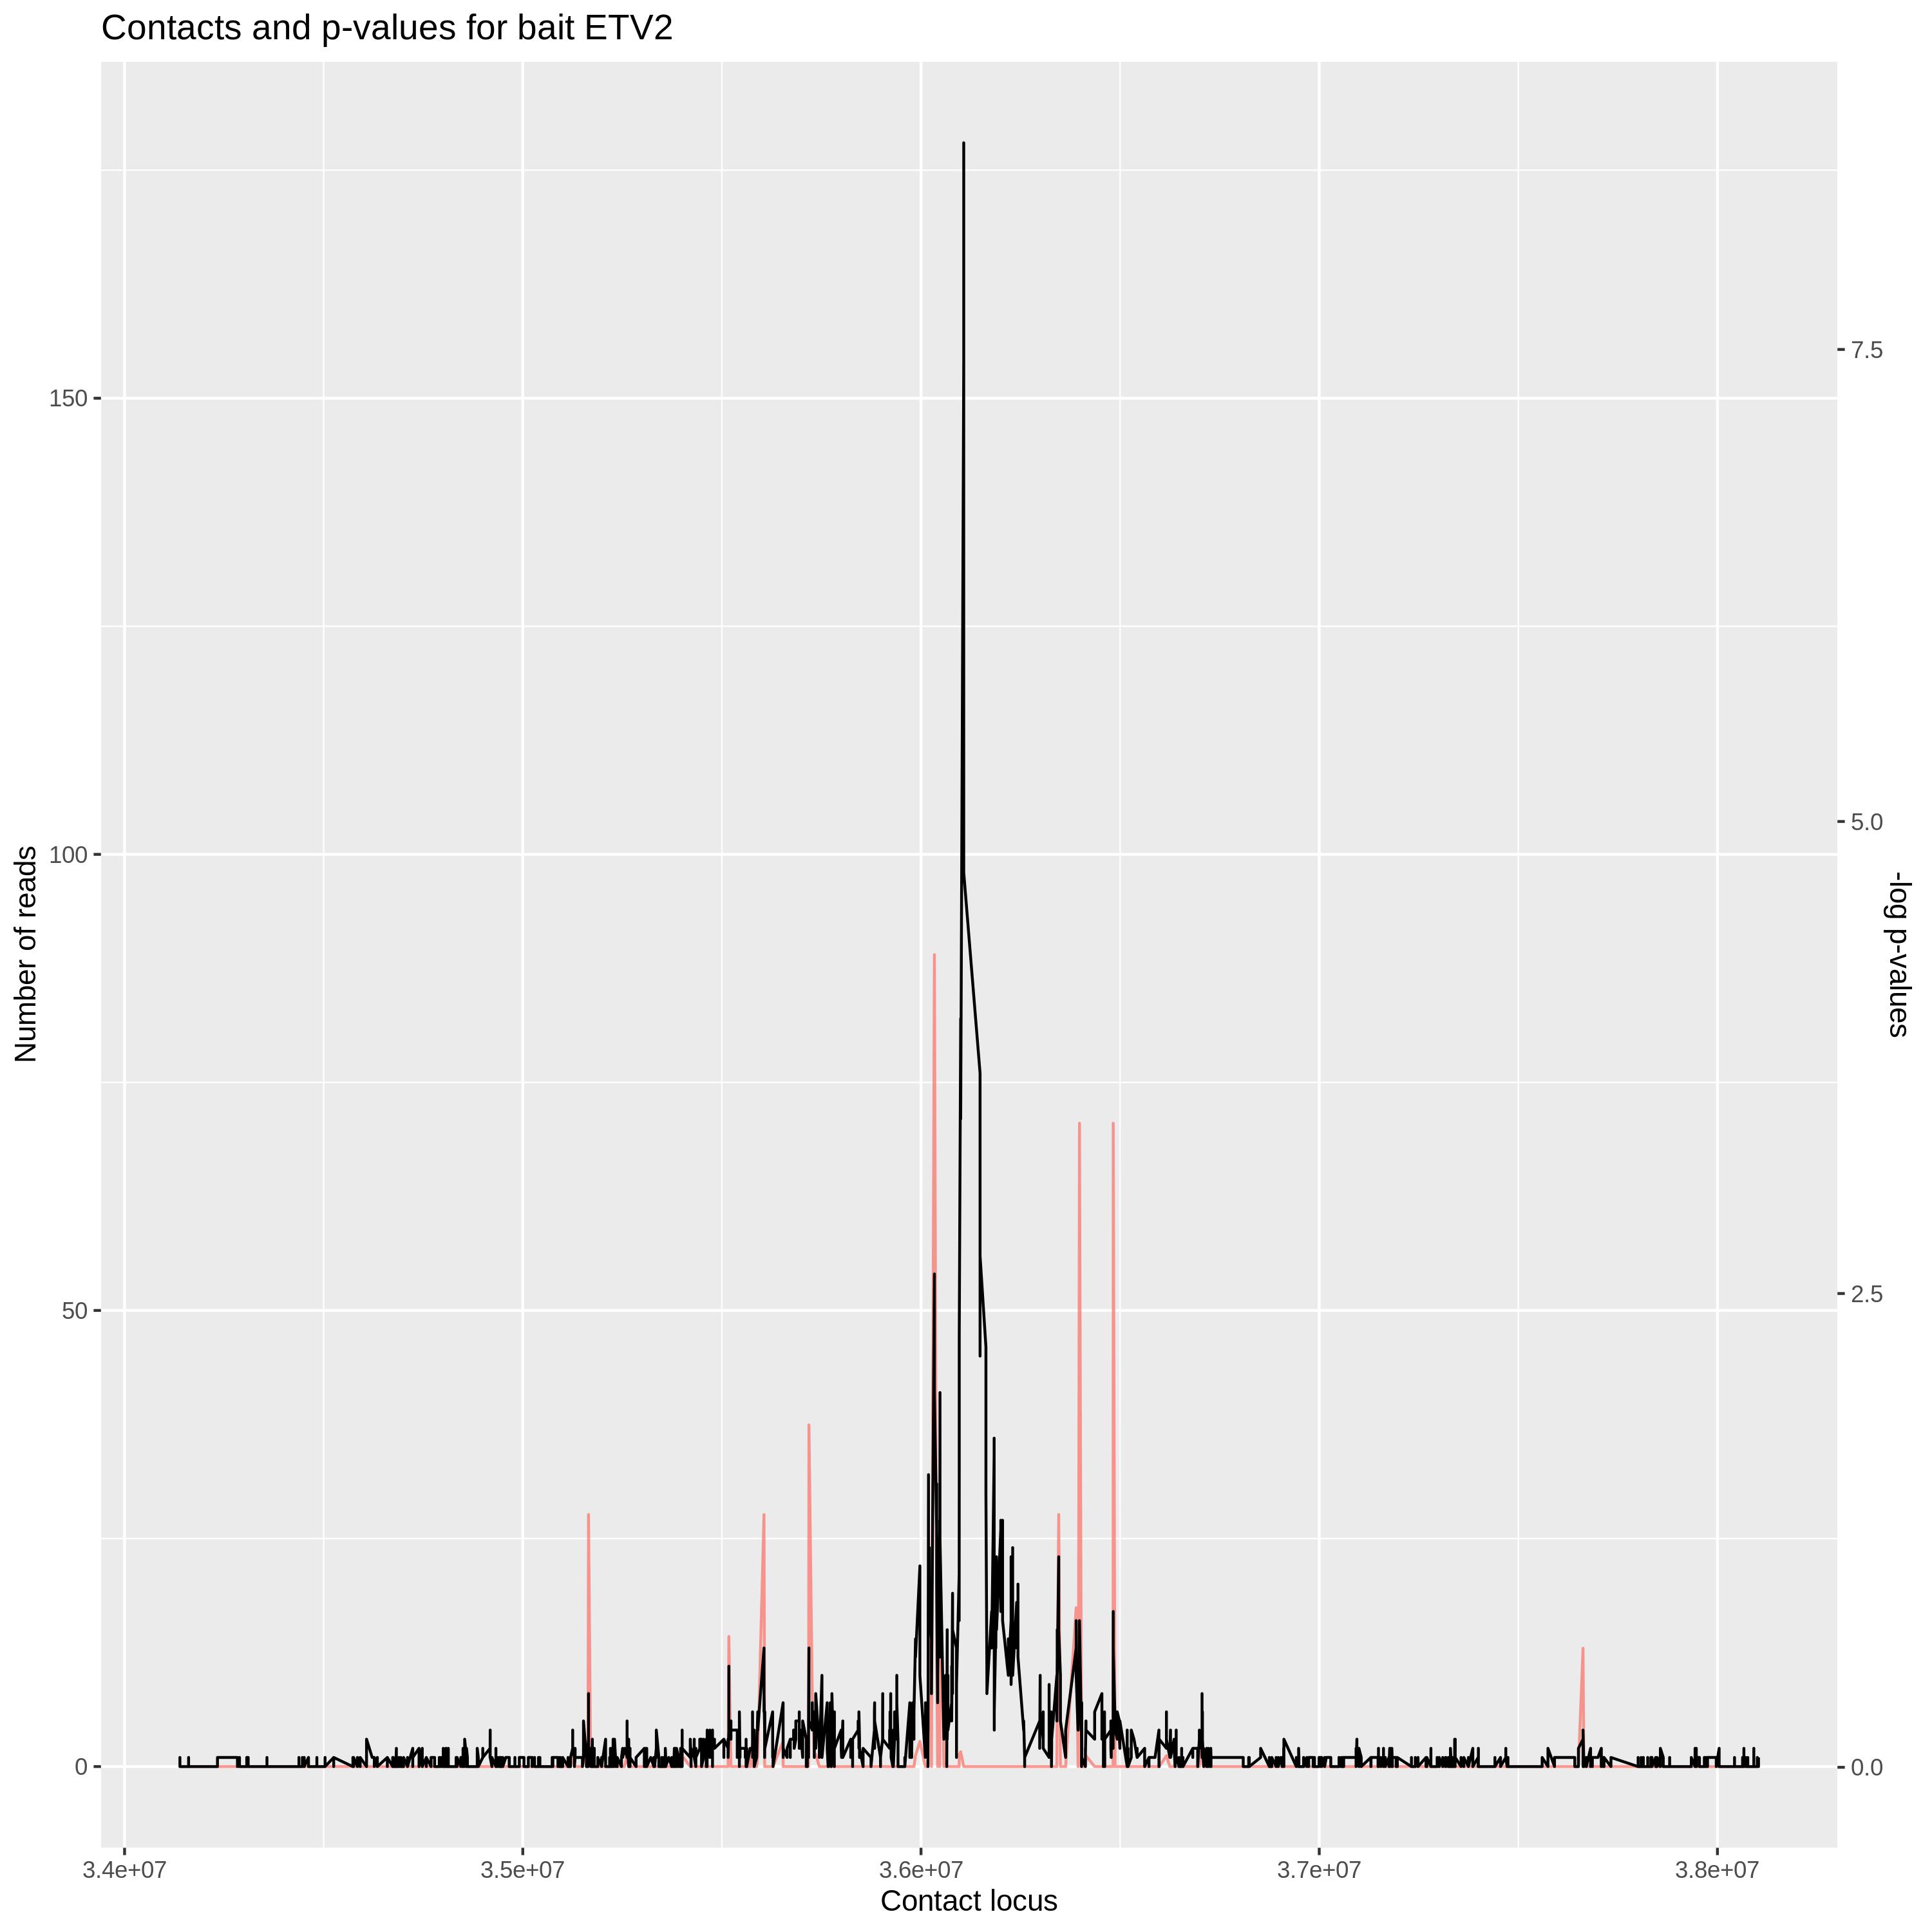 Contacts and p-values for bait ETV2
Number of reads
150
100
50
0
7.5
5.0
2.5
0.0
-log p-values
3.4e+07 3.5e+07 3.6e+07 3.7e+07 3.8e+07
Contact locus